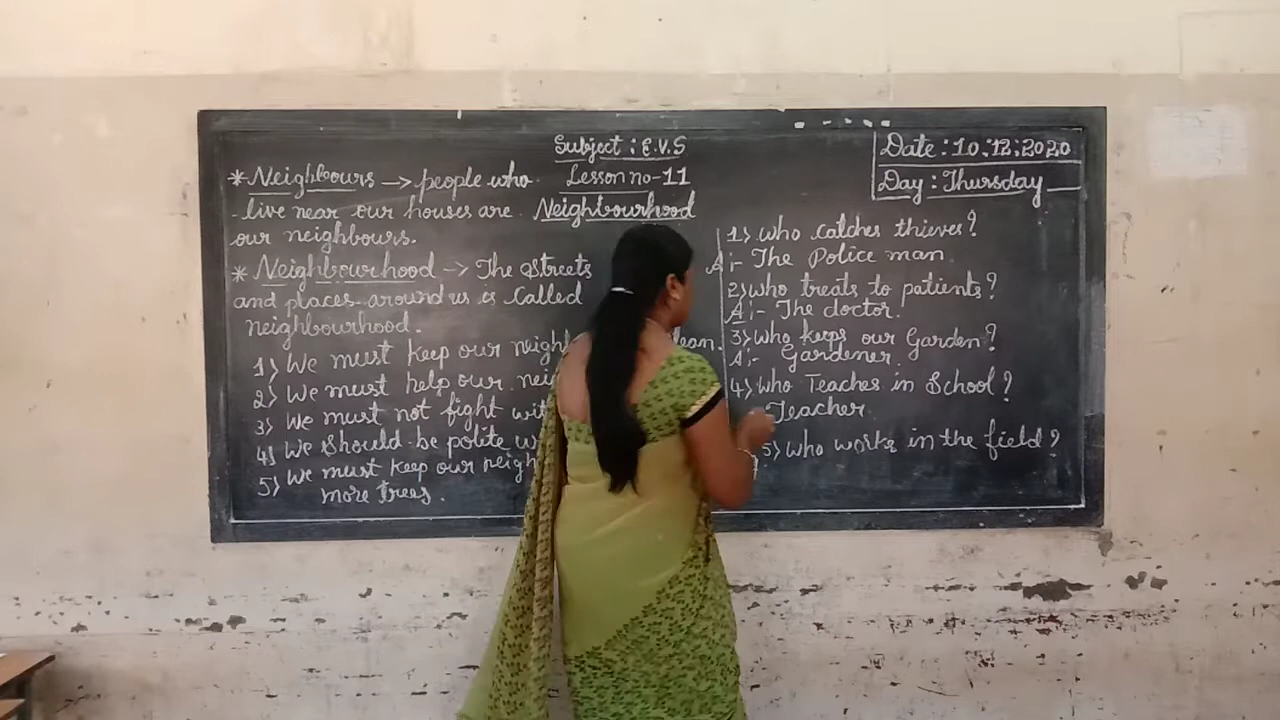 Subject : E.V.S
Date : 10.12.2020
Day : Thursday
Lesson no-11
Neighbourhood
* Neighbours -> people who
live near our houses are
our neighbours.
* Neighbourhood -> The Streets
and places around us is called
neighbourhood.
1) We must keep our neigh lean.
2) We must help our nei
3) We must not fight wit
4) We should be polite w
5) We must keep our neigh
more trees.
1) who catches thieves?
A:- The Police man
2) who treats to patients?
A:- The doctor.
3) Who keeps our Garden?
A:- Gardener.
4) Who Teaches in School?
Teacher
5) who works in the field?